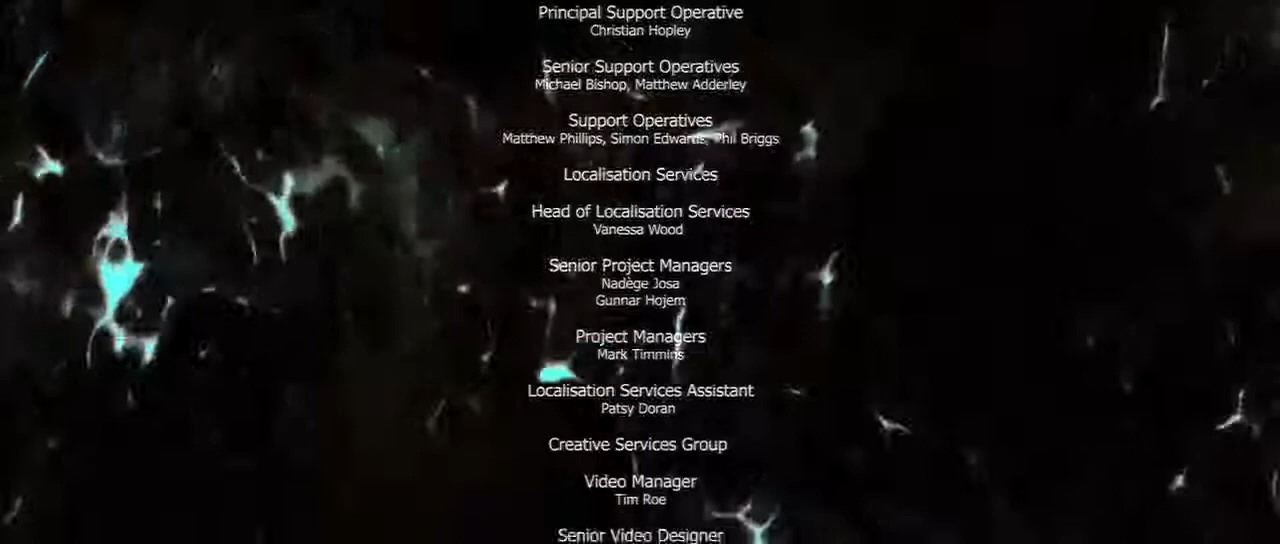 Principal Support Operative
Christian Hopley
Senior Support Operatives
Michael Bishop, Matthew Adderley
Support Operatives
Matthew Phillips, Simon Edwards, Phil Briggs
Localisation Services
Head of Localisation Services
Vanessa Wood
Senior Project Managers
Nadège Josa
Gunnar Hojem
Project Managers
Mark Timmins
Localisation Services Assistant
Patsy Doran
Creative Services Group
Video Manager
Tim Roe
Senior Video Designer